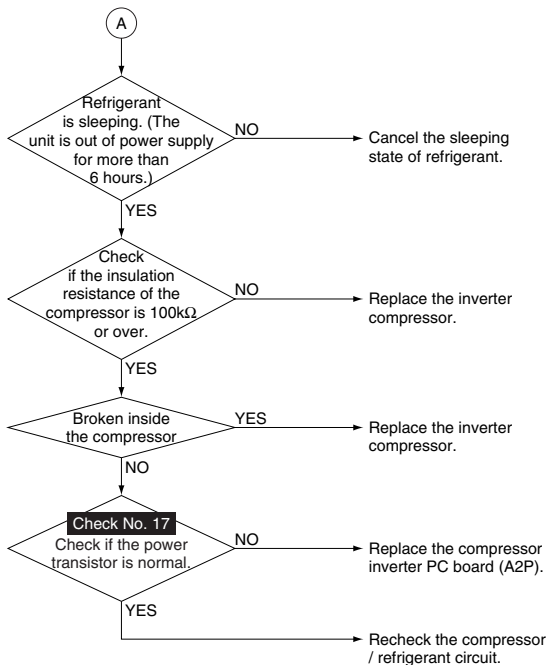 A
Refrigerant
is sleeping. (The
unit is out of power supply
for more than
6 hours.)
NO
Cancel the sleeping
state of refrigerant.
YES
Check
if the insulation
resistance of the
compressor is 100kΩ
or over.
NO
Replace the inverter
compressor.
YES
Broken inside
the compressor
YES
Replace the inverter
compressor.
NO
Check No. 17
Check if the power
transistor is normal.
NO
Replace the compressor
inverter PC board (A2P).
YES
Recheck the compressor
/ refrigerant circuit.